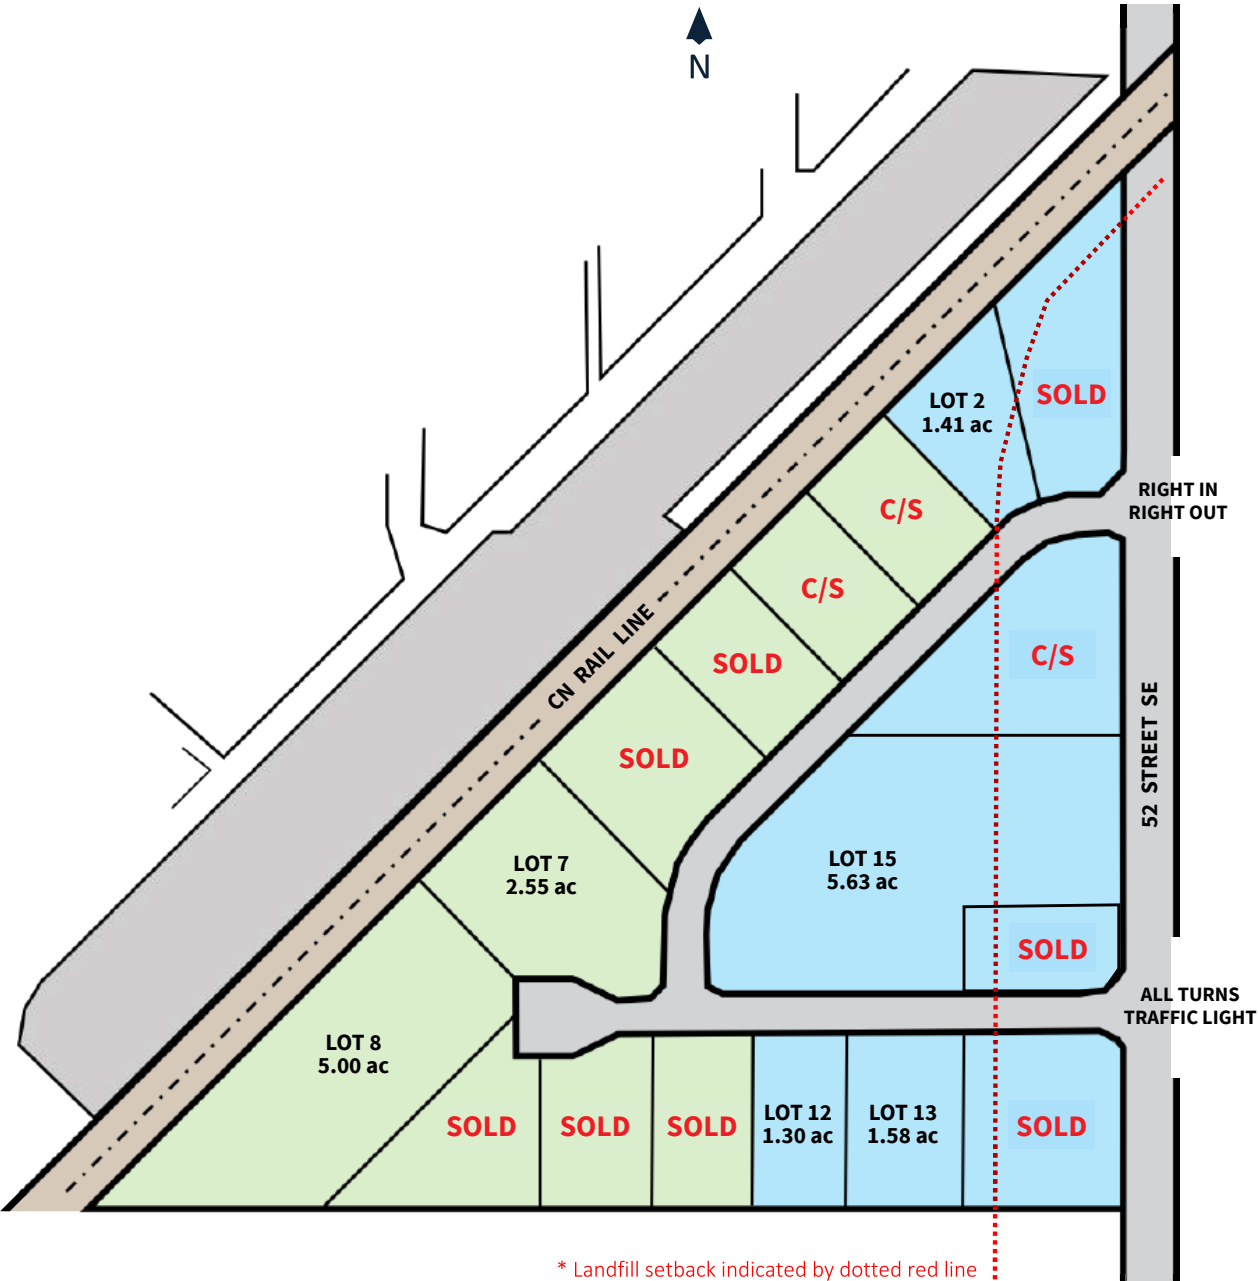 N
LOT 2
1.41 ac
SOLD
RIGHT IN
RIGHT OUT
C/S
C/S
CN RAIL LINE
SOLD
C/S
SOLD
52 STREET SE
LOT 7
2.55 ac
LOT 15
5.63 ac
SOLD
ALL TURNS
TRAFFIC LIGHT
LOT 8
5.00 ac
SOLD
SOLD
SOLD
LOT 12
1.30 ac
LOT 13
1.58 ac
SOLD
* Landfill setback indicated by dotted red line